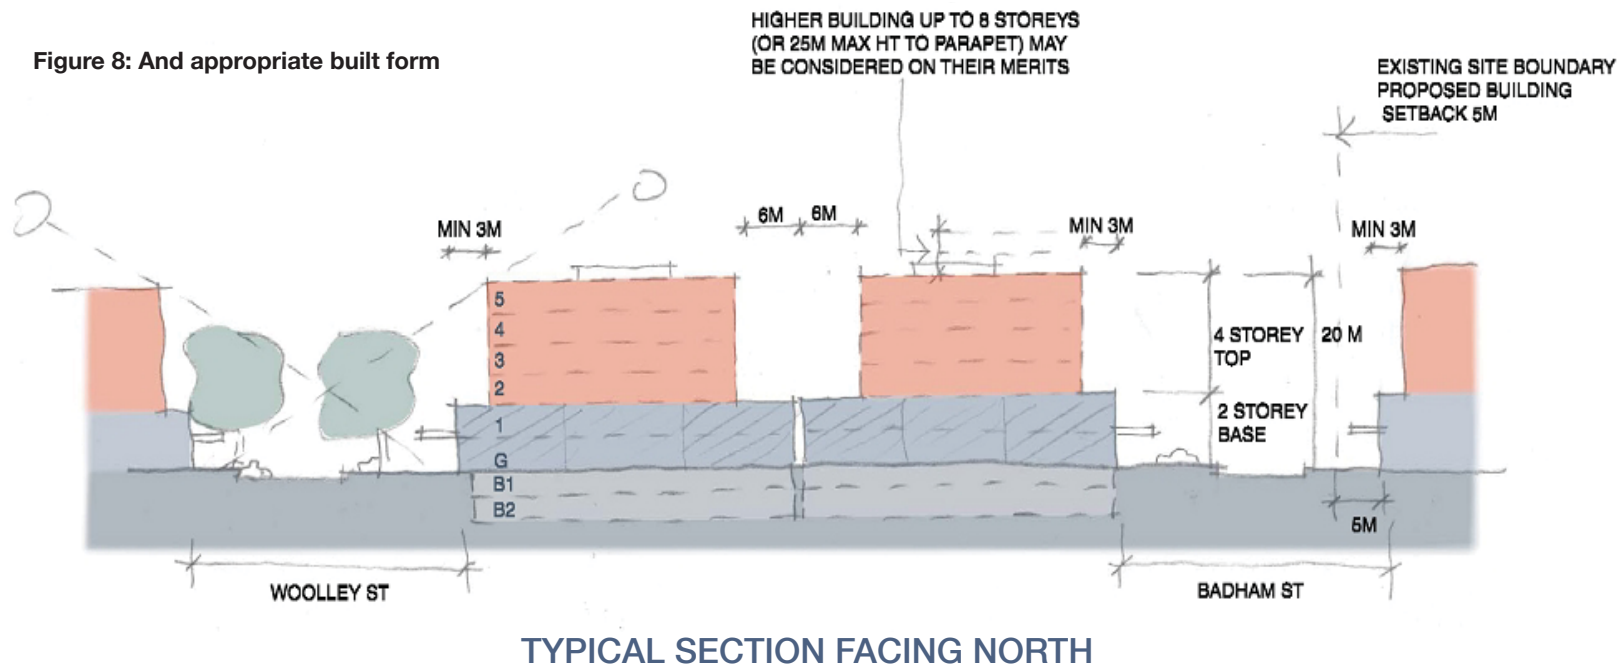 Figure 8: And appropriate built form
HIGHER BUILDING UP TO 8 STOREYS
(OR 25M MAX HT TO PARAPET) MAY
BE CONSIDERED ON THEIR MERITS
EXISTING SITE BOUNDARY
PROPOSED BUILDING
SETBACK 5M
MIN 3M
6M
6M
MIN 3M
MIN 3M
5
4
3
2
1
G
B1
B2
4 STOREY
TOP
20 M
2 STOREY
BASE
5M
WOOLLEY ST
BADHAM ST
TYPICAL SECTION FACING NORTH